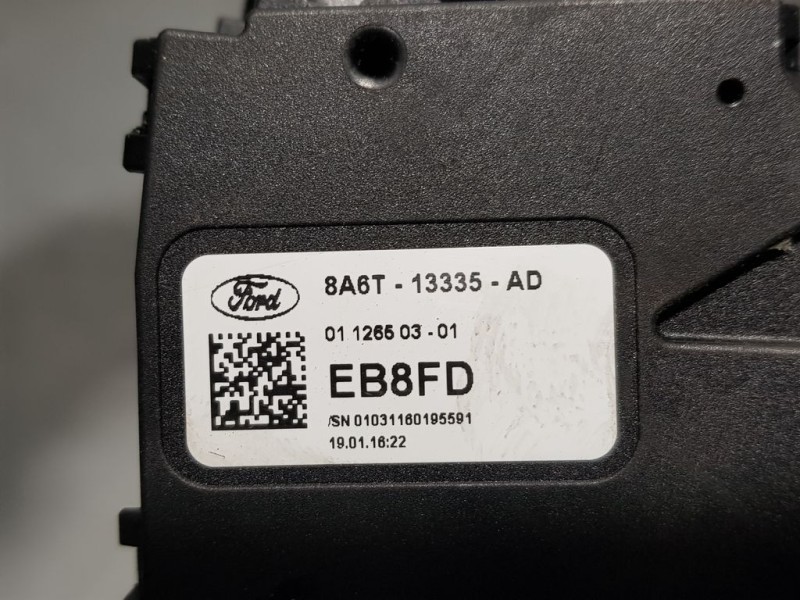 Ford
8A6T - 13335 - AD
01 1265 03 - 01
EB8FD
/SN 01031160195591
19.01.16:22